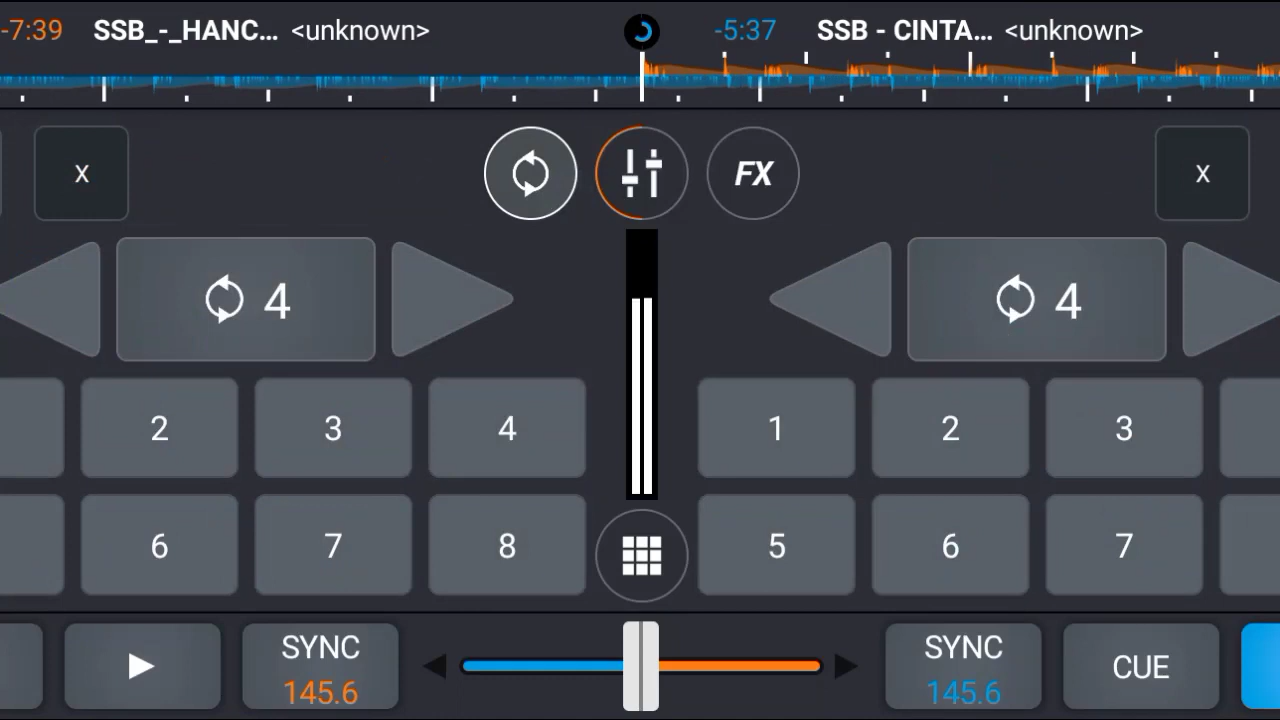 -7:39 SSB_-_HANC... <unknown> -5:37 SSB - CINTA... <unknown>
X FX X
4 4
2 3 4 1 2 3
6 7 8 5 6 7
SYNC SYNC CUE
145.6 145.6